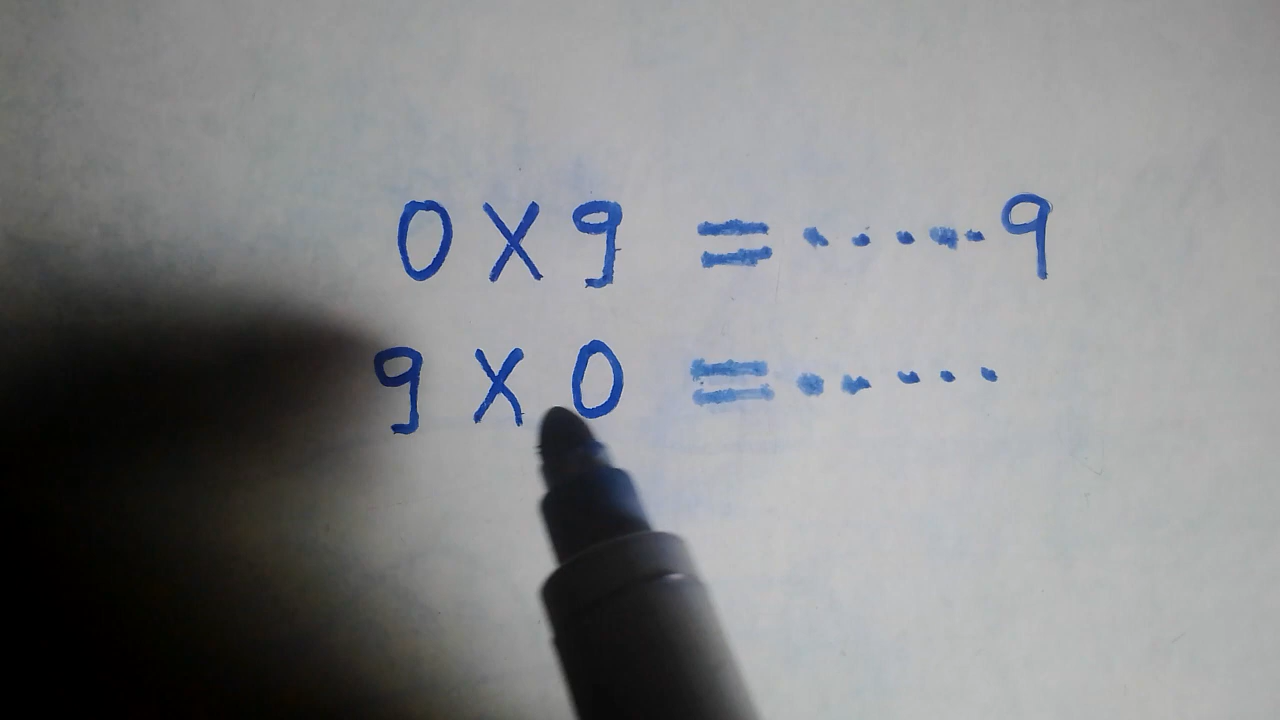 0 X 9 = ..... 9
9 X 0 = .....